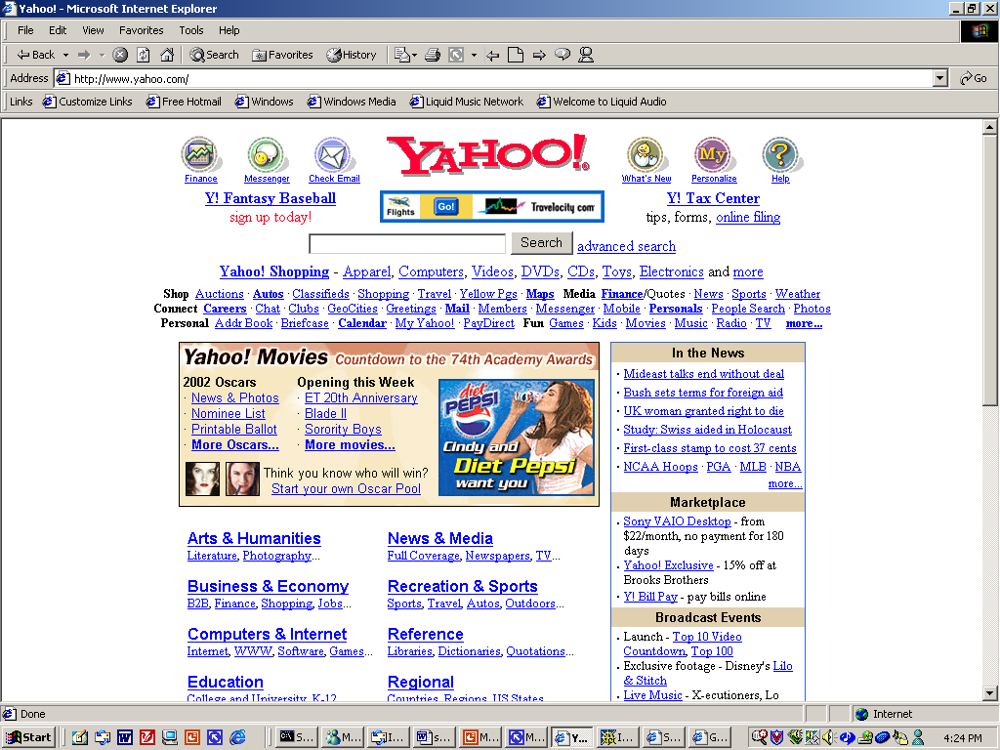 Yahoo! - Microsoft Internet Explorer
File Edit View Favorites Tools Help
Back Search Favorites History
Address http://www.yahoo.com/ Go
Links Customize Links Free Hotmail Windows Windows Media Liquid Music Network Welcome to Liquid Audio
YAHOO!
My ?
Finance Messenger Check Email What's New Personalize Help
Y! Fantasy Baseball
sign up today!
Flights Go! Travelocity.com
Y! Tax Center
tips, forms, online filing
Search advanced search
Yahoo! Shopping - Apparel, Computers, Videos, DVDs, CDs, Toys, Electronics and more
Shop Auctions · Autos · Classifieds · Shopping · Travel · Yellow Pgs · Maps Media Finance/Quotes · News · Sports · Weather
Connect Careers · Chat · Clubs · GeoCities · Greetings · Mail · Members · Messenger · Mobile · Personals · People Search · Photos
Personal Addr Book · Briefcase · Calendar · My Yahoo! · PayDirect Fun Games · Kids · Movies · Music · Radio · TV more...
Yahoo! Movies Countdown to the 74th Academy Awards
2002 Oscars
· News & Photos
· Nominee List
· Printable Ballot
· More Oscars...
Opening this Week
· ET 20th Anniversary
· Blade II
· Sorority Boys
· More movies...
Think you know who will win?
Start your own Oscar Pool
diet
PEPSI
Cindy and
Diet Pepsi
want you
In the News
· Mideast talks end without deal
· Bush sets terms for foreign aid
· UK woman granted right to die
· Study: Swiss aided in Holocaust
· First-class stamp to cost 37 cents
· NCAA Hoops · PGA · MLB · NBA
more...
Marketplace
· Sony VAIO Desktop - from
$22/month, no payment for 180
days
· Yahoo! Exclusive - 15% off at
Brooks Brothers
· Y! Bill Pay - pay bills online
Broadcast Events
· Launch - Top 10 Video
Countdown, Top 100
· Exclusive footage - Disney's Lilo
& Stitch
· Live Music - X-ecutioners, Lo
Arts & Humanities
Literature, Photography...
News & Media
Full Coverage, Newspapers, TV...
Business & Economy
B2B, Finance, Shopping, Jobs...
Recreation & Sports
Sports, Travel, Autos, Outdoors...
Computers & Internet
Internet, WWW, Software, Games...
Reference
Libraries, Dictionaries, Quotations...
Education
College and University, K-12
Regional
Countries, Regions, US States
Done Internet
Start S... M... I... s... M... M... Y... I... S... G... 4:24 PM